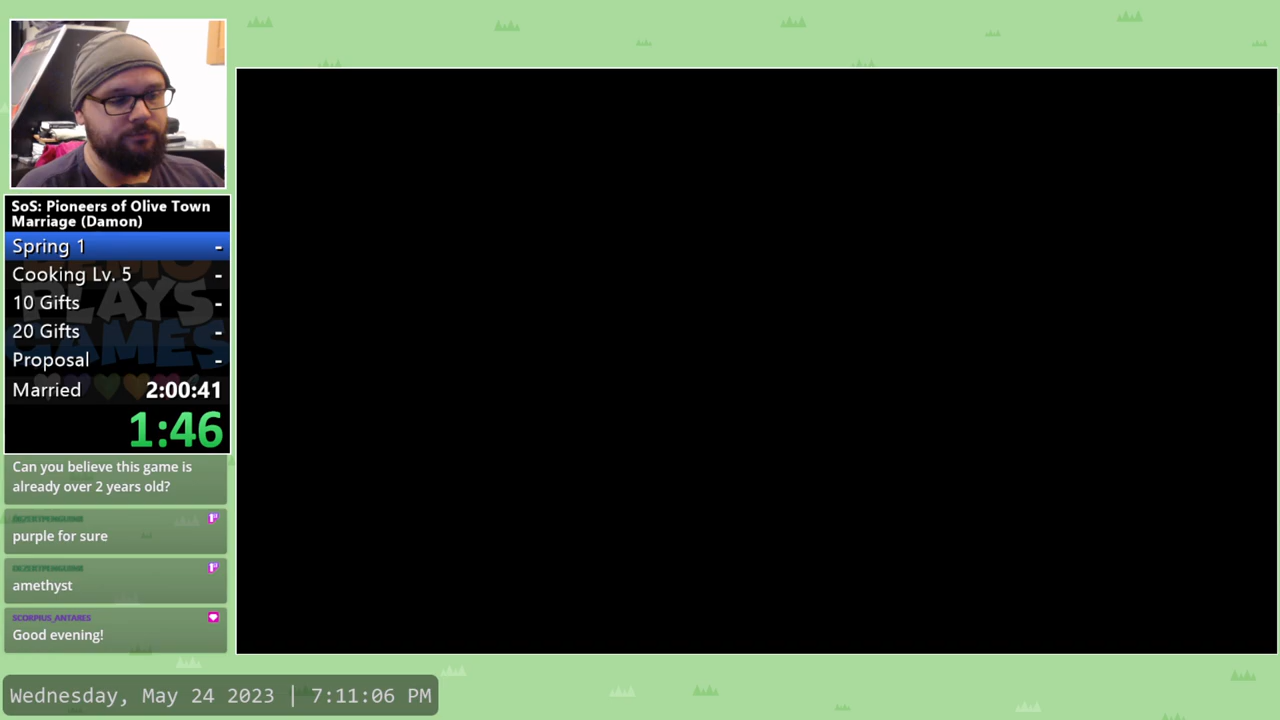 SoS: Pioneers of Olive Town
Marriage (Damon)
Spring 1 -
Cooking Lv. 5 -
10 Gifts -
20 Gifts -
Proposal -
Married 2:00:41
1:46
PLAYS
GAMES
Can you believe this game is
already over 2 years old?
purple for sure
amethyst
SCORPIUS_ANTARES
Good evening!
Wednesday, May 24 2023 | 7:11:06 PM